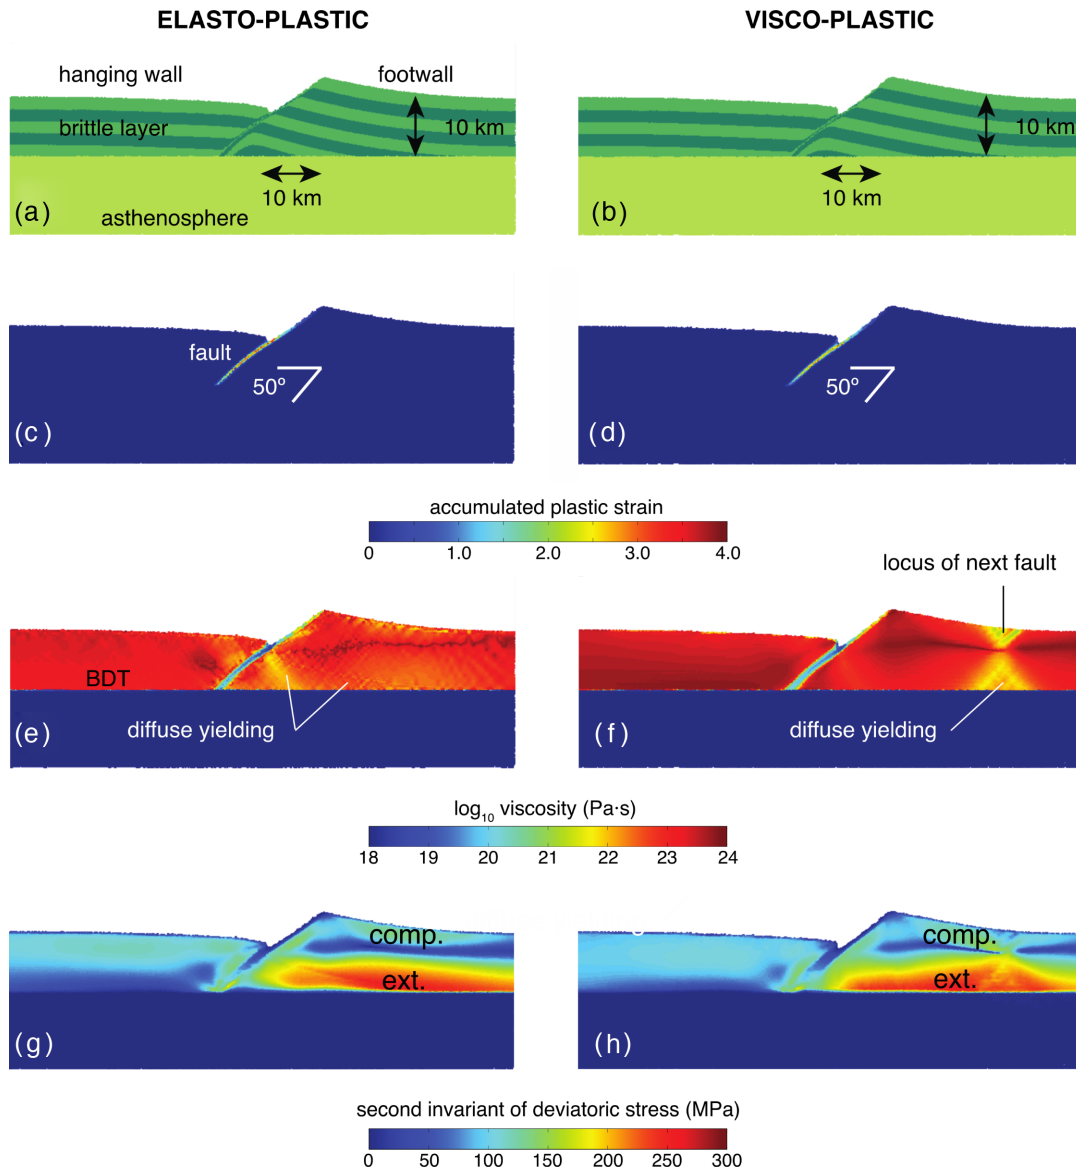 ELASTO-PLASTIC
VISCO-PLASTIC
hanging wall
footwall
brittle layer
10 km
10 km
10 km
10 km
(a)
asthenosphere
(b)
fault
50º
50º
(c)
(d)
accumulated plastic strain
0 1.0 2.0 3.0 4.0
locus of next fault
BDT
(e)
diffuse yielding
(f)
diffuse yielding
log10 viscosity (Pa·s)
18 19 20 21 22 23 24
comp.
comp.
ext.
ext.
(g)
(h)
second invariant of deviatoric stress (MPa)
0 50 100 150 200 250 300